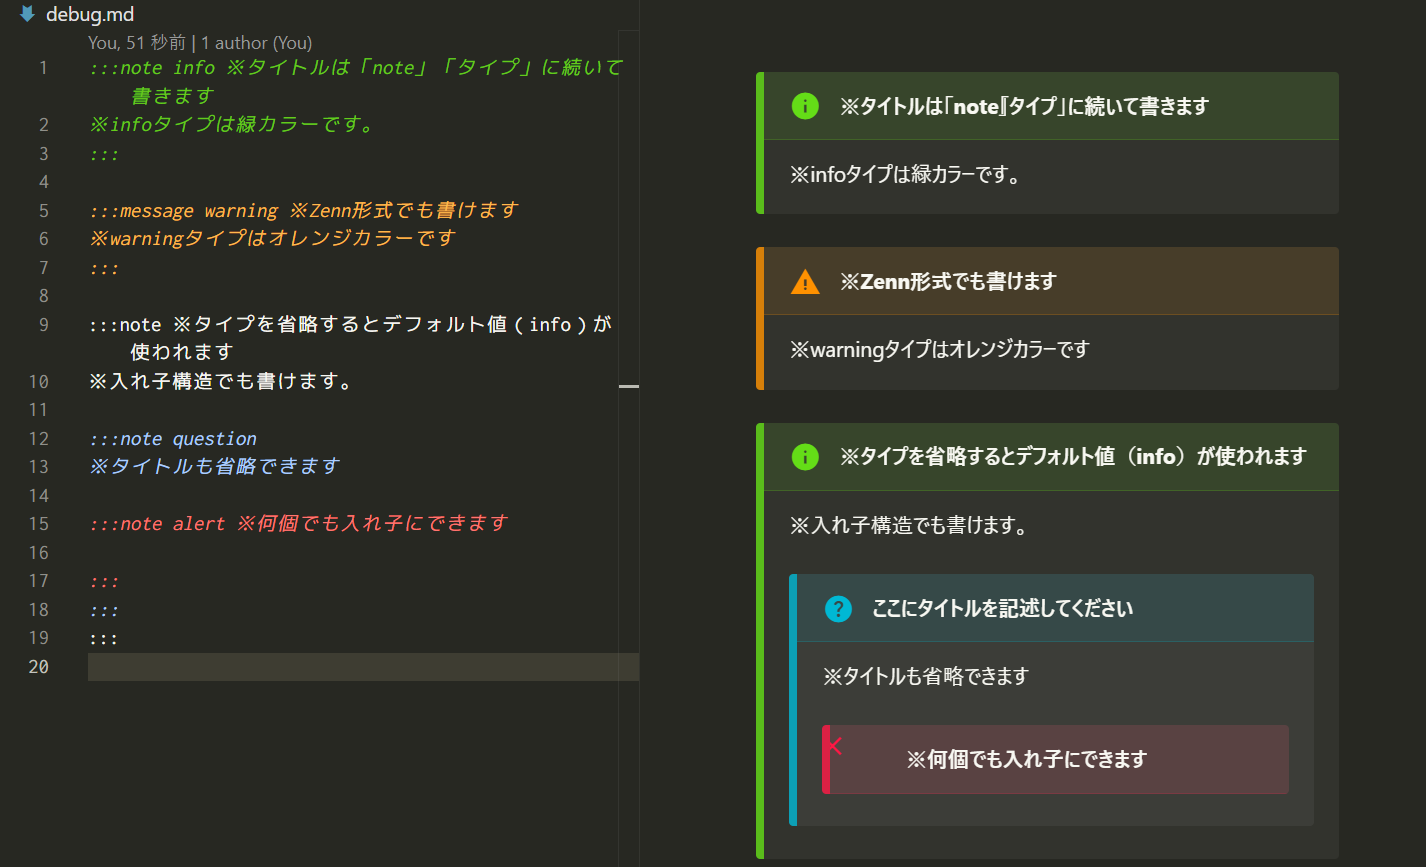 debug.md
You, 51 秒前 | 1 author (You)
1 :::note info ※タイトルは「note」「タイプ」に続いて
書きます
2 ※infoタイプは緑カラーです。
3 :::
4
5 :::message warning ※Zenn形式でも書けます
6 ※warningタイプはオレンジカラーです
7 :::
8
9 :::note ※タイプを省略するとデフォルト値（info）が
使われます
10 ※入れ子構造でも書けます。
11
12 :::note question
13 ※タイトルも省略できます
14
15 :::note alert ※何個でも入れ子にできます
16
17 :::
18 :::
19 :::
20
※タイトルは「note」「タイプ」に続いて書きます
※infoタイプは緑カラーです。
※Zenn形式でも書けます
※warningタイプはオレンジカラーです
※タイプを省略するとデフォルト値（info）が使われます
※入れ子構造でも書けます。
ここにタイトルを記述してください
※タイトルも省略できます
※何個でも入れ子にできます